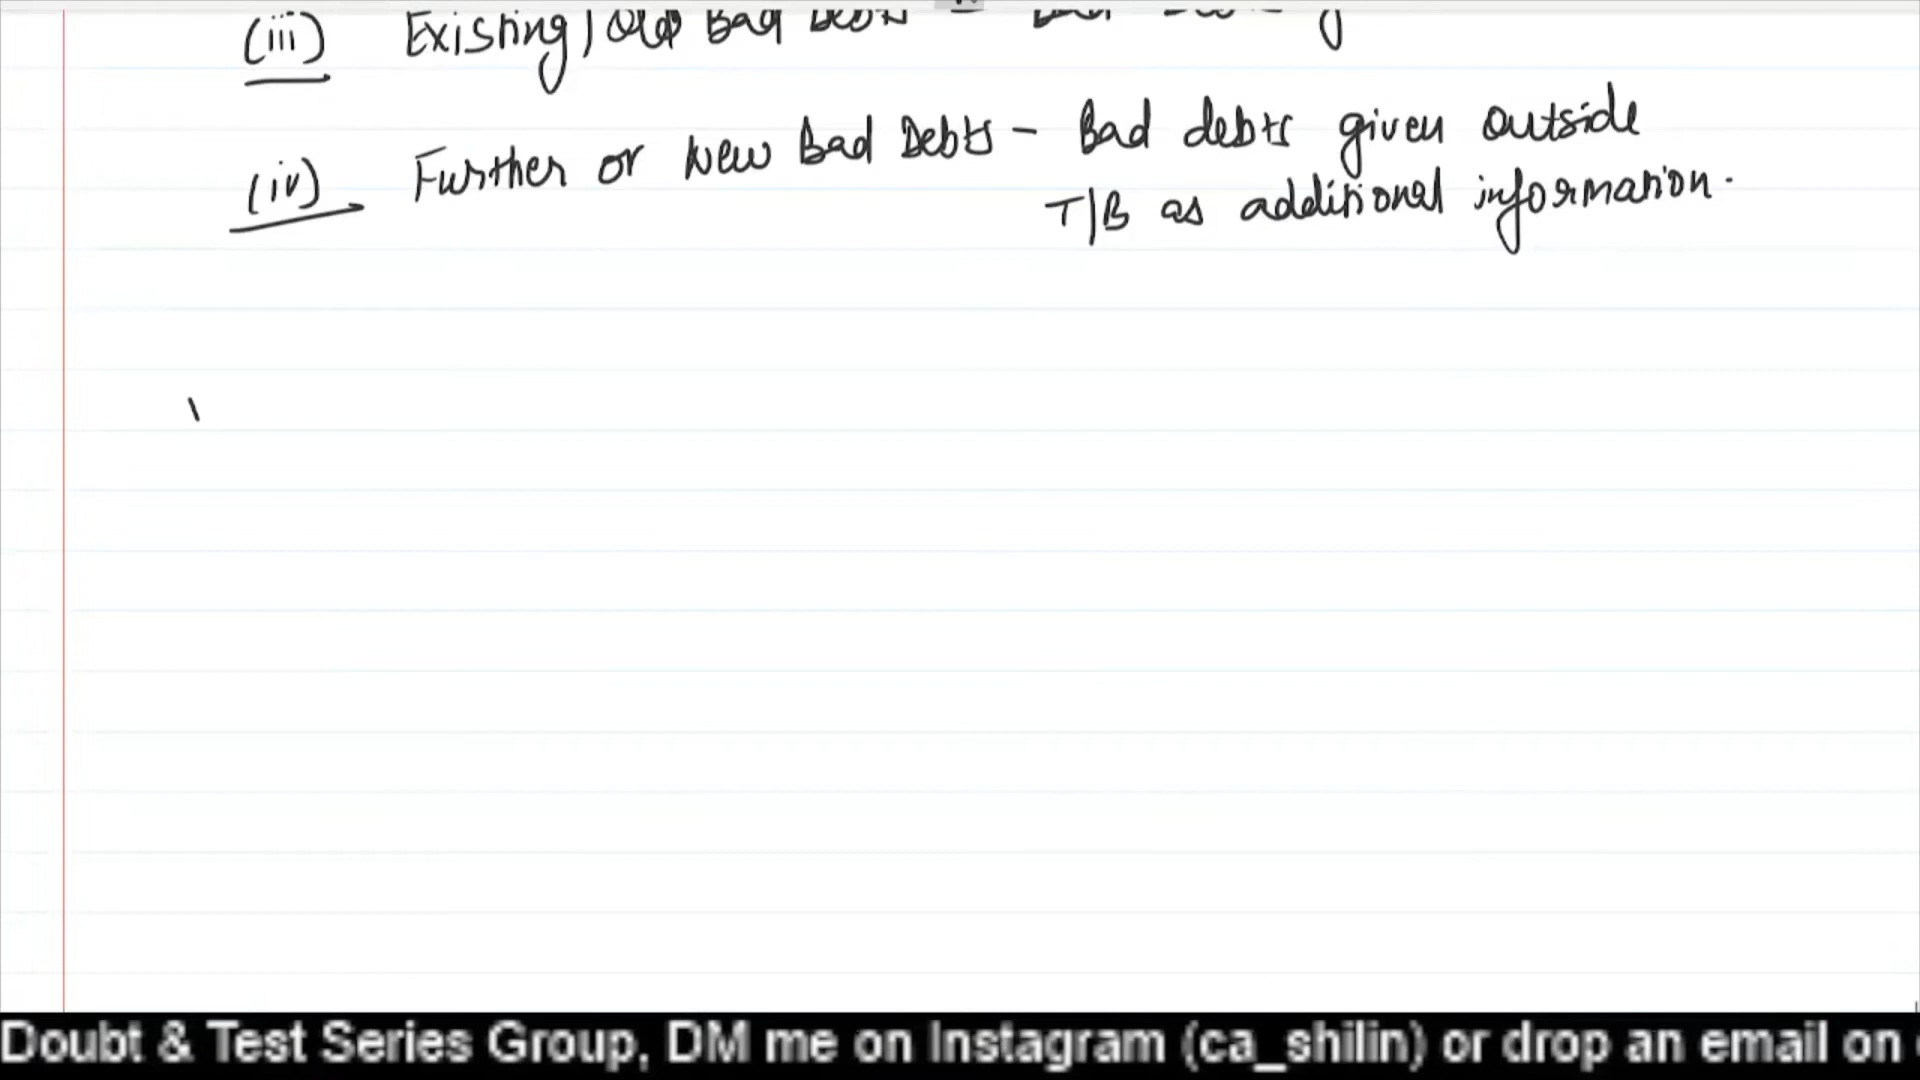 (iii) Existing/Old Bad Debts -
(iv) Further or New Bad Debts - Bad debts given outside
T/B as additional information.
Doubt & Test Series Group, DM me on Instagram (ca_shilin) or drop an email on